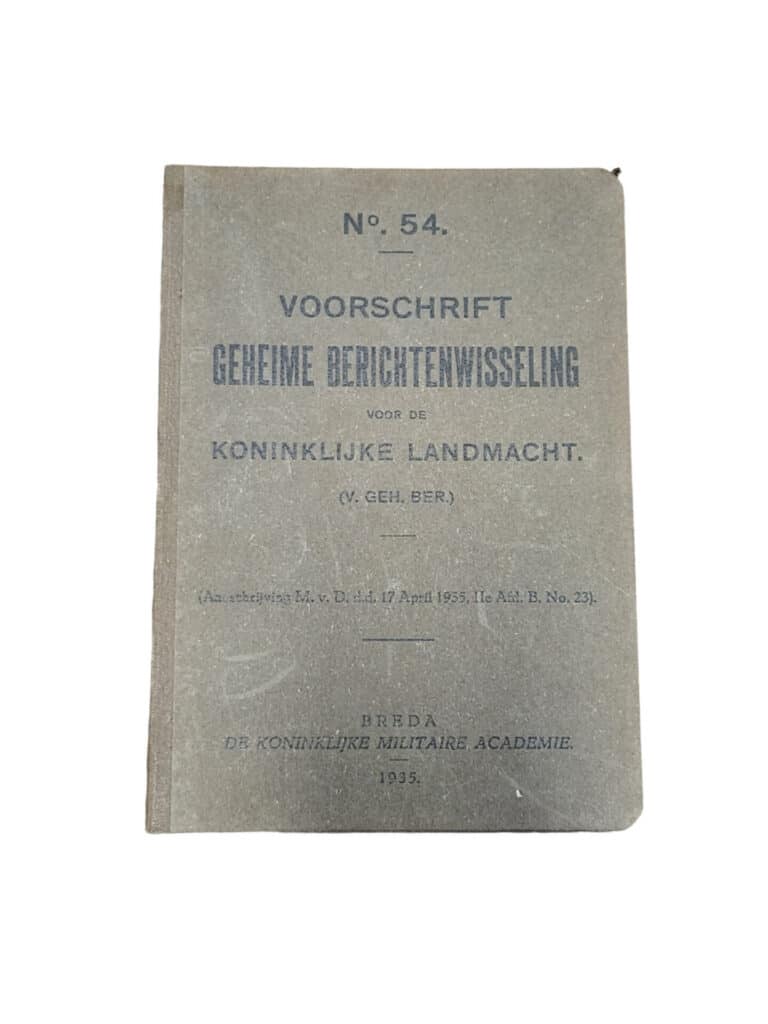 No. 54.
VOORSCHRIFT
GEHEIME BERICHTENWISSELING
VOOR DE
KONINKLIJKE LANDMACHT.
(V. GEH. BER.)
(Aanschrijving M. v. D. d.d. 17 April 1935, IIe Afd. B. No. 23).
BREDA
DE KONINKLIJKE MILITAIRE ACADEMIE.
1935.